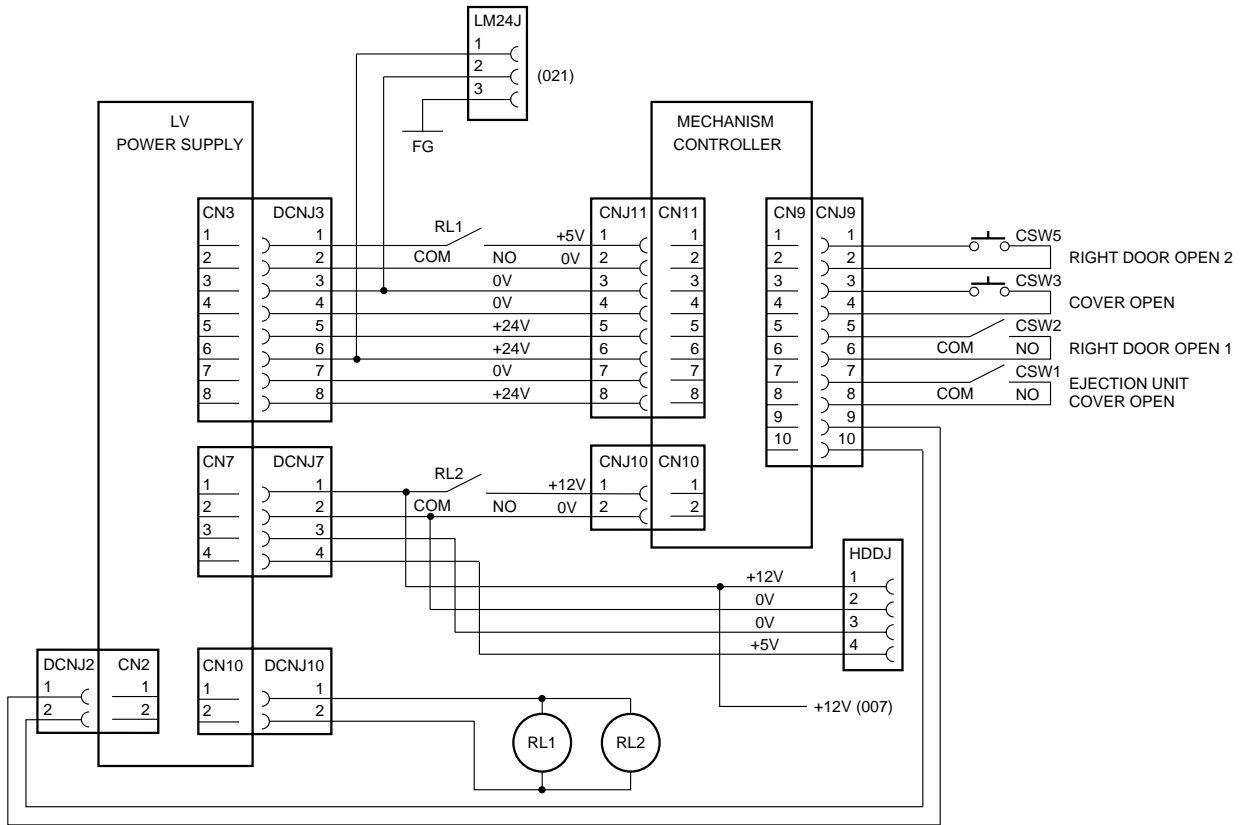 LM24J
1
2
3
(021)
FG
LV
POWER SUPPLY
MECHANISM
CONTROLLER
CN3 DCNJ3
1 1
2 2
3 3
4 4
5 5
6 6
7 7
8 8
RL1
COM NO
+5V
0V
0V
0V
+24V
+24V
0V
+24V
CNJ11 CN11
1 1
2 2
3 3
4 4
5 5
6 6
7 7
8 8
CN9 CNJ9
1 1
2 2
3 3
4 4
5 5
6 6
7 7
8 8
9 9
10 10
CSW5
RIGHT DOOR OPEN 2
CSW3
COVER OPEN
CSW2
COM NO
RIGHT DOOR OPEN 1
CSW1
COM NO
EJECTION UNIT
COVER OPEN
CN7 DCNJ7
1 1
2 2
3 3
4 4
RL2
COM NO
+12V
0V
CNJ10 CN10
1 1
2 2
HDDJ
+12V 1
0V 2
0V 3
+5V 4
+12V (007)
DCNJ2 CN2
1 1
2 2
CN10 DCNJ10
1 1
2 2
RL1
RL2